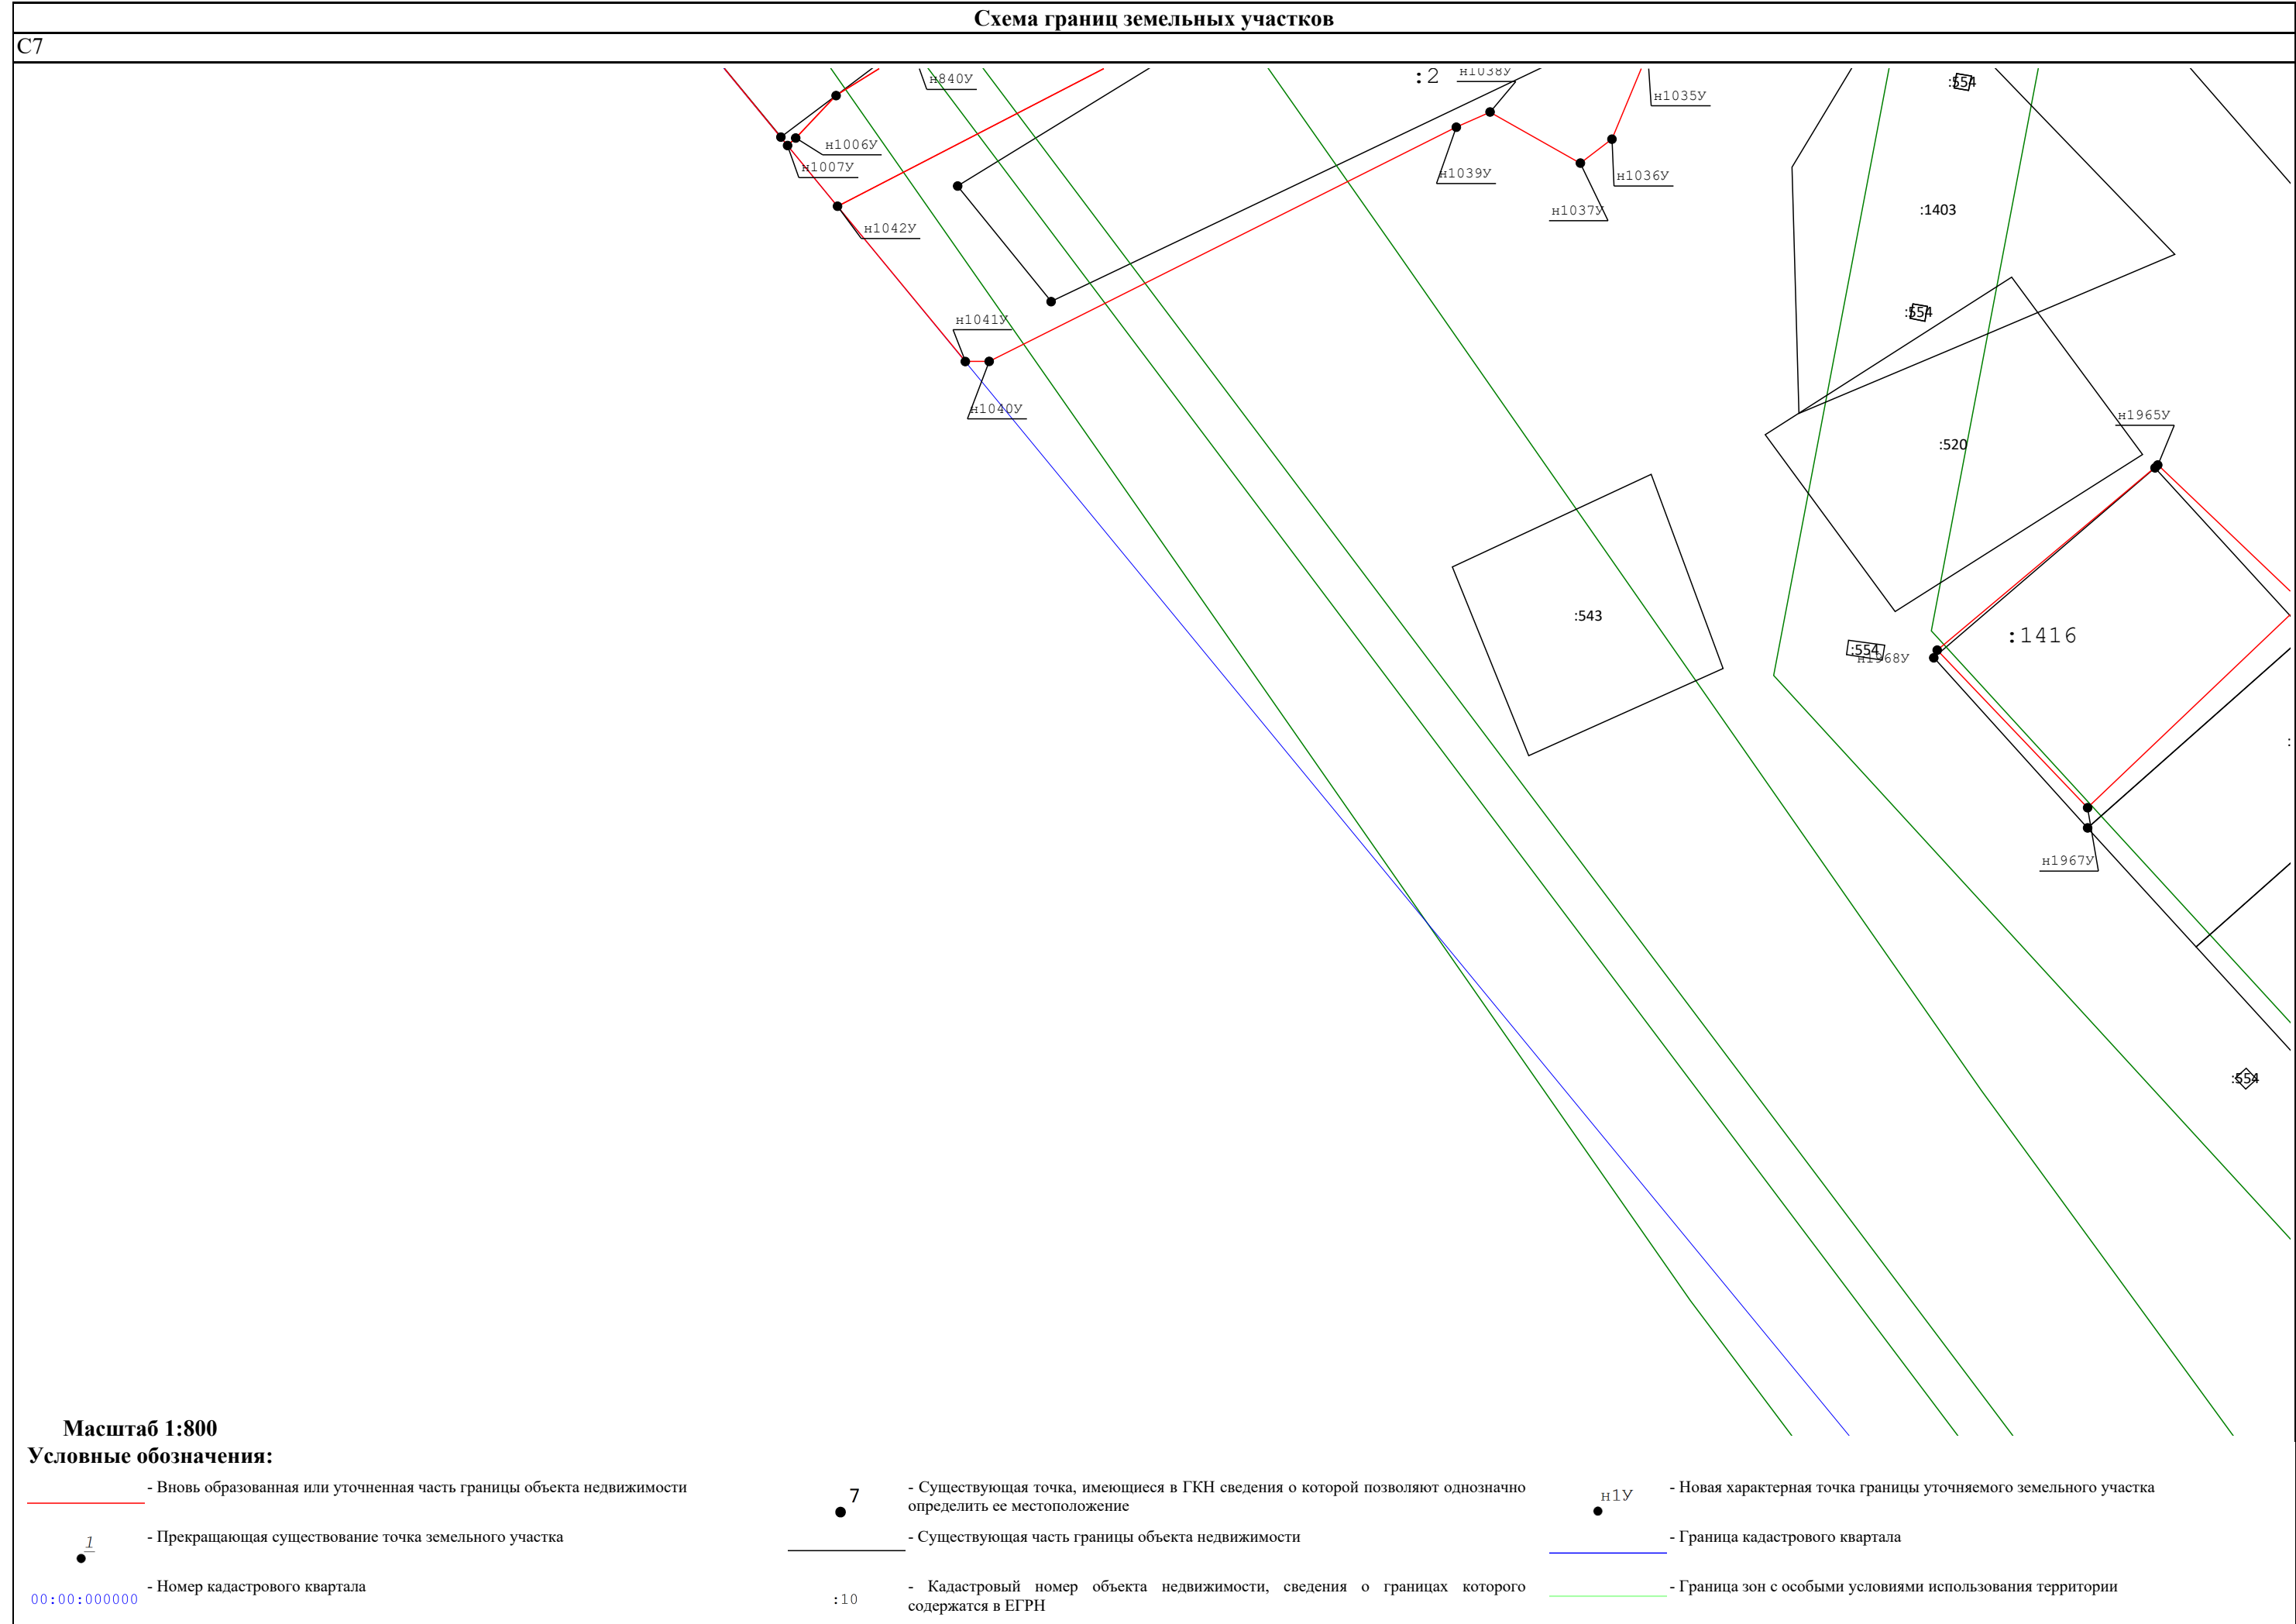 Схема границ земельных участков
С7
:2
н1038У
:554
н840У
н1035У
н1006У
н1007У
н1039У
н1036У
:1403
н1037У
н1042У
:554
н1041У
н1040У
н1965У
:520
:543
:1416
:554
н1968У
:
н1967У
:554
Масштаб 1:800
Условные обозначения:
- Вновь образованная или уточненная часть границы объекта недвижимости
7
- Существующая точка, имеющиеся в ГКН сведения о которой позволяют однозначно
определить ее местоположение
н1У
- Новая характерная точка границы уточняемого земельного участка
1
- Прекращающая существование точка земельного участка
- Существующая часть границы объекта недвижимости
- Граница кадастрового квартала
00:00:000000
- Номер кадастрового квартала
:10
- Кадастровый номер объекта недвижимости, сведения о границах которого
содержатся в ЕГРН
- Граница зон с особыми условиями использования территории